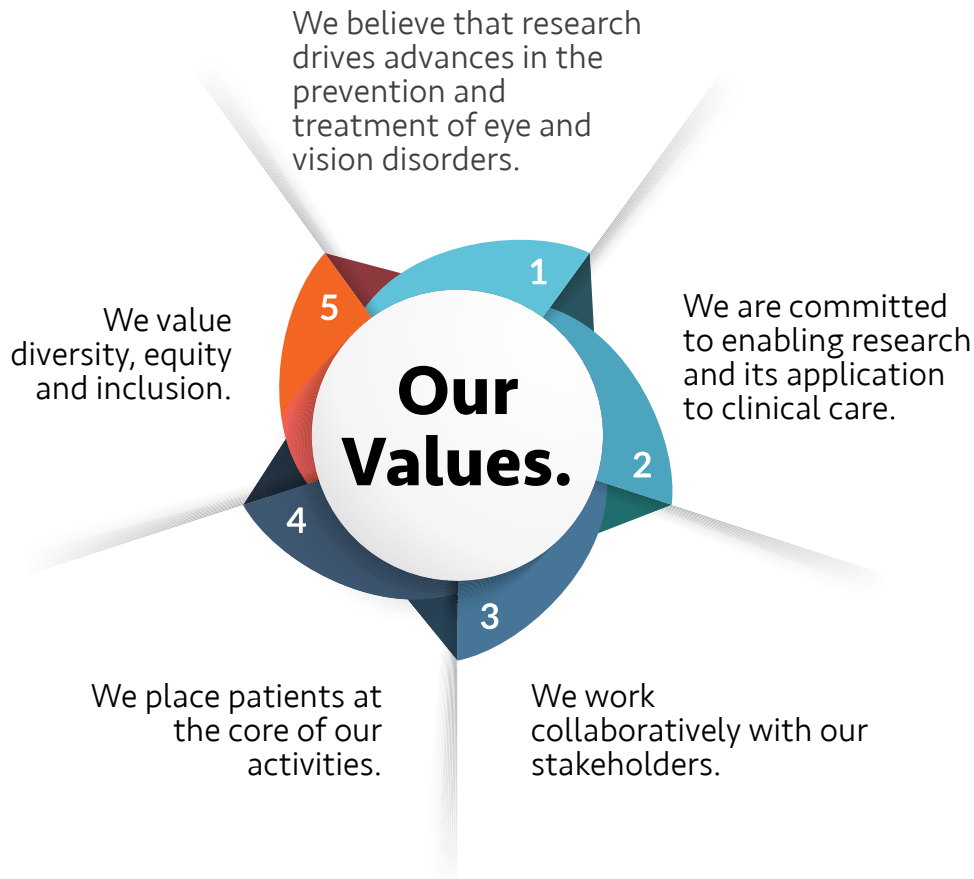 We believe that research
drives advances in the
prevention and
treatment of eye and
vision disorders.
1
We are committed
to enabling research
and its application
to clinical care.
2
We work
collaboratively with our
stakeholders.
3
We place patients at
the core of our
activities.
4
We value
diversity, equity
and inclusion.
5
Our
Values.